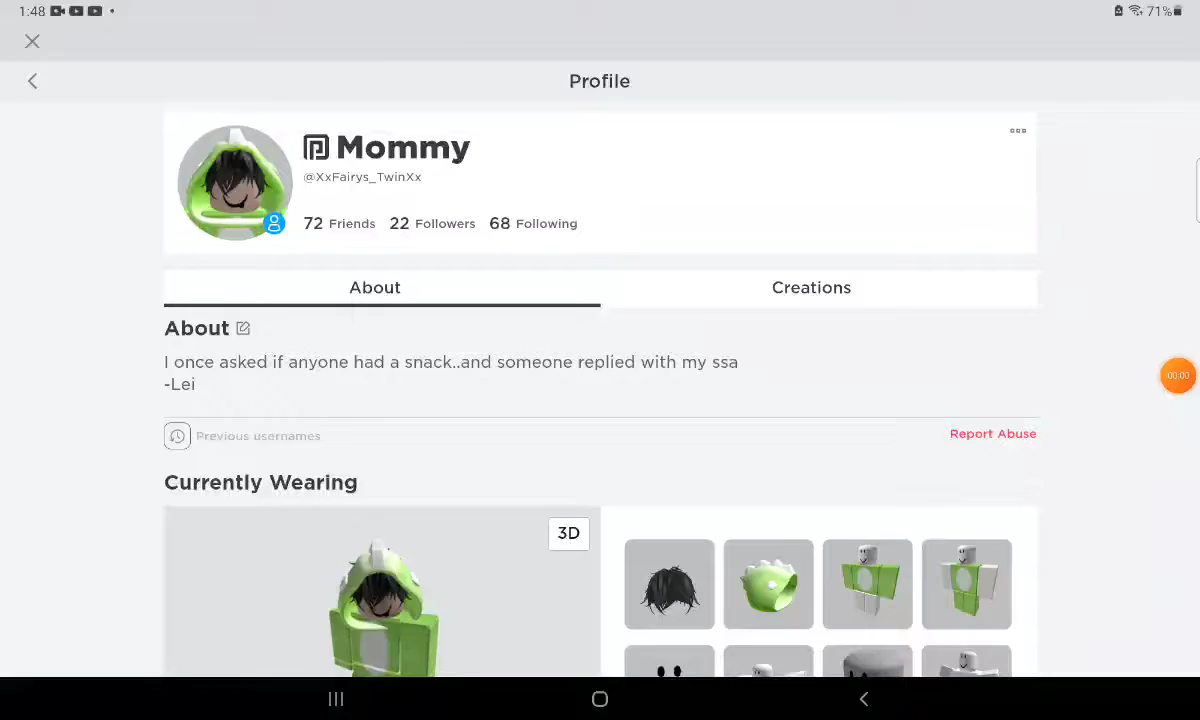 1:48
71%
Profile
Mommy
@XxFairys_TwinXx
72 Friends 22 Followers 68 Following
About
Creations
About
I once asked if anyone had a snack..and someone replied with my ssa
-Lei
00:00
Previous usernames
Report Abuse
Currently Wearing
3D